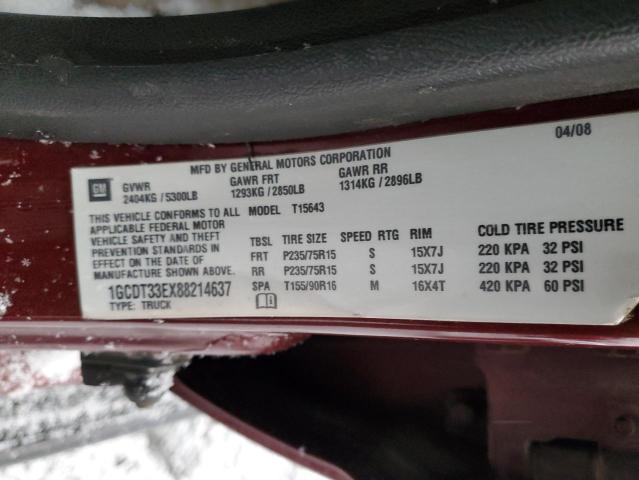 04/08
MFD BY GENERAL MOTORS CORPORATION
GM GVWR GAWR FRT GAWR RR
2404KG / 5300LB 1293KG / 2850LB 1314KG / 2896LB
THIS VEHICLE CONFORMS TO ALL MODEL T15643
APPLICABLE FEDERAL MOTOR
VEHICLE SAFETY AND THEFT
PREVENTION STANDARDS IN
EFFECT ON THE DATE OF
MANUFACTURE SHOWN ABOVE.
1GCDT33EX88214637
TYPE: TRUCK
TBSL TIRE SIZE SPEED RTG RIM COLD TIRE PRESSURE
FRT P235/75R15 S 15X7J 220 KPA 32 PSI
RR P235/75R15 S 15X7J 220 KPA 32 PSI
SPA T155/90R16 M 16X4T 420 KPA 60 PSI